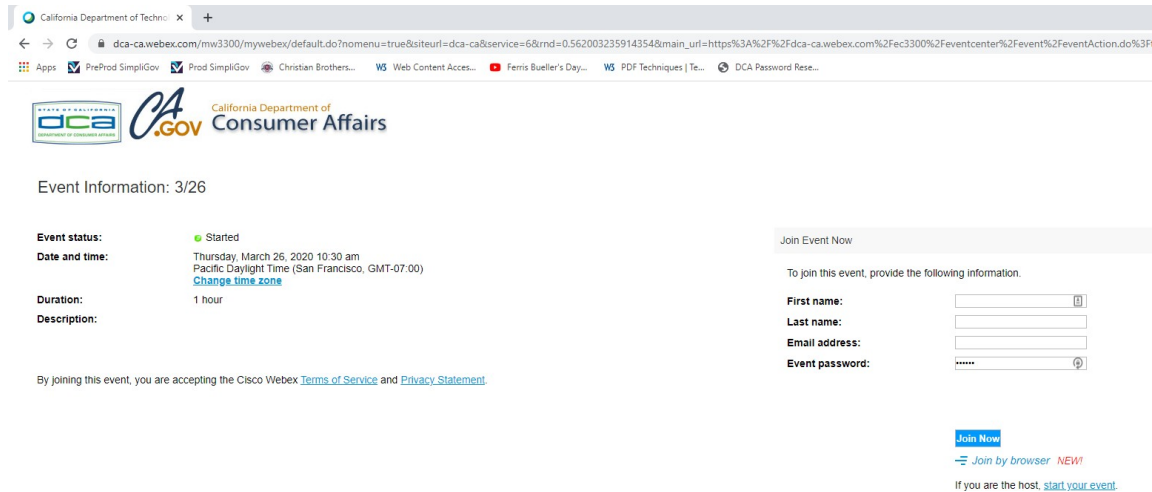 California Department of Technol
dca-ca.webex.com/mw3300/mywebex/default.do?nomenu=true&siteurl=dca-ca&service=6&rnd=0.562003235914354&main_url=https%3A%2F%2Fdca-ca.webex.com%2Fec3300%2Feventcenter%2Fevent%2FeventAction.do%3Ft
Apps PreProd SimpliGov Prod SimpliGov Christian Brothers... W3 Web Content Acces... Ferris Bueller's Day... W3 PDF Techniques | Te... DCA Password Rese...
STATE OF CALIFORNIA
dca
DEPARTMENT OF CONSUMER AFFAIRS
CA.GOV
California Department of
Consumer Affairs
Event Information: 3/26
Event status: Started
Date and time: Thursday, March 26, 2020 10:30 am
Pacific Daylight Time (San Francisco, GMT-07:00)
Change time zone
Duration: 1 hour
Description:
By joining this event, you are accepting the Cisco Webex Terms of Service and Privacy Statement.
Join Event Now
To join this event, provide the following information.
First name:
Last name:
Email address:
Event password: ••••••
Join Now
Join by browser NEW!
If you are the host, start your event.